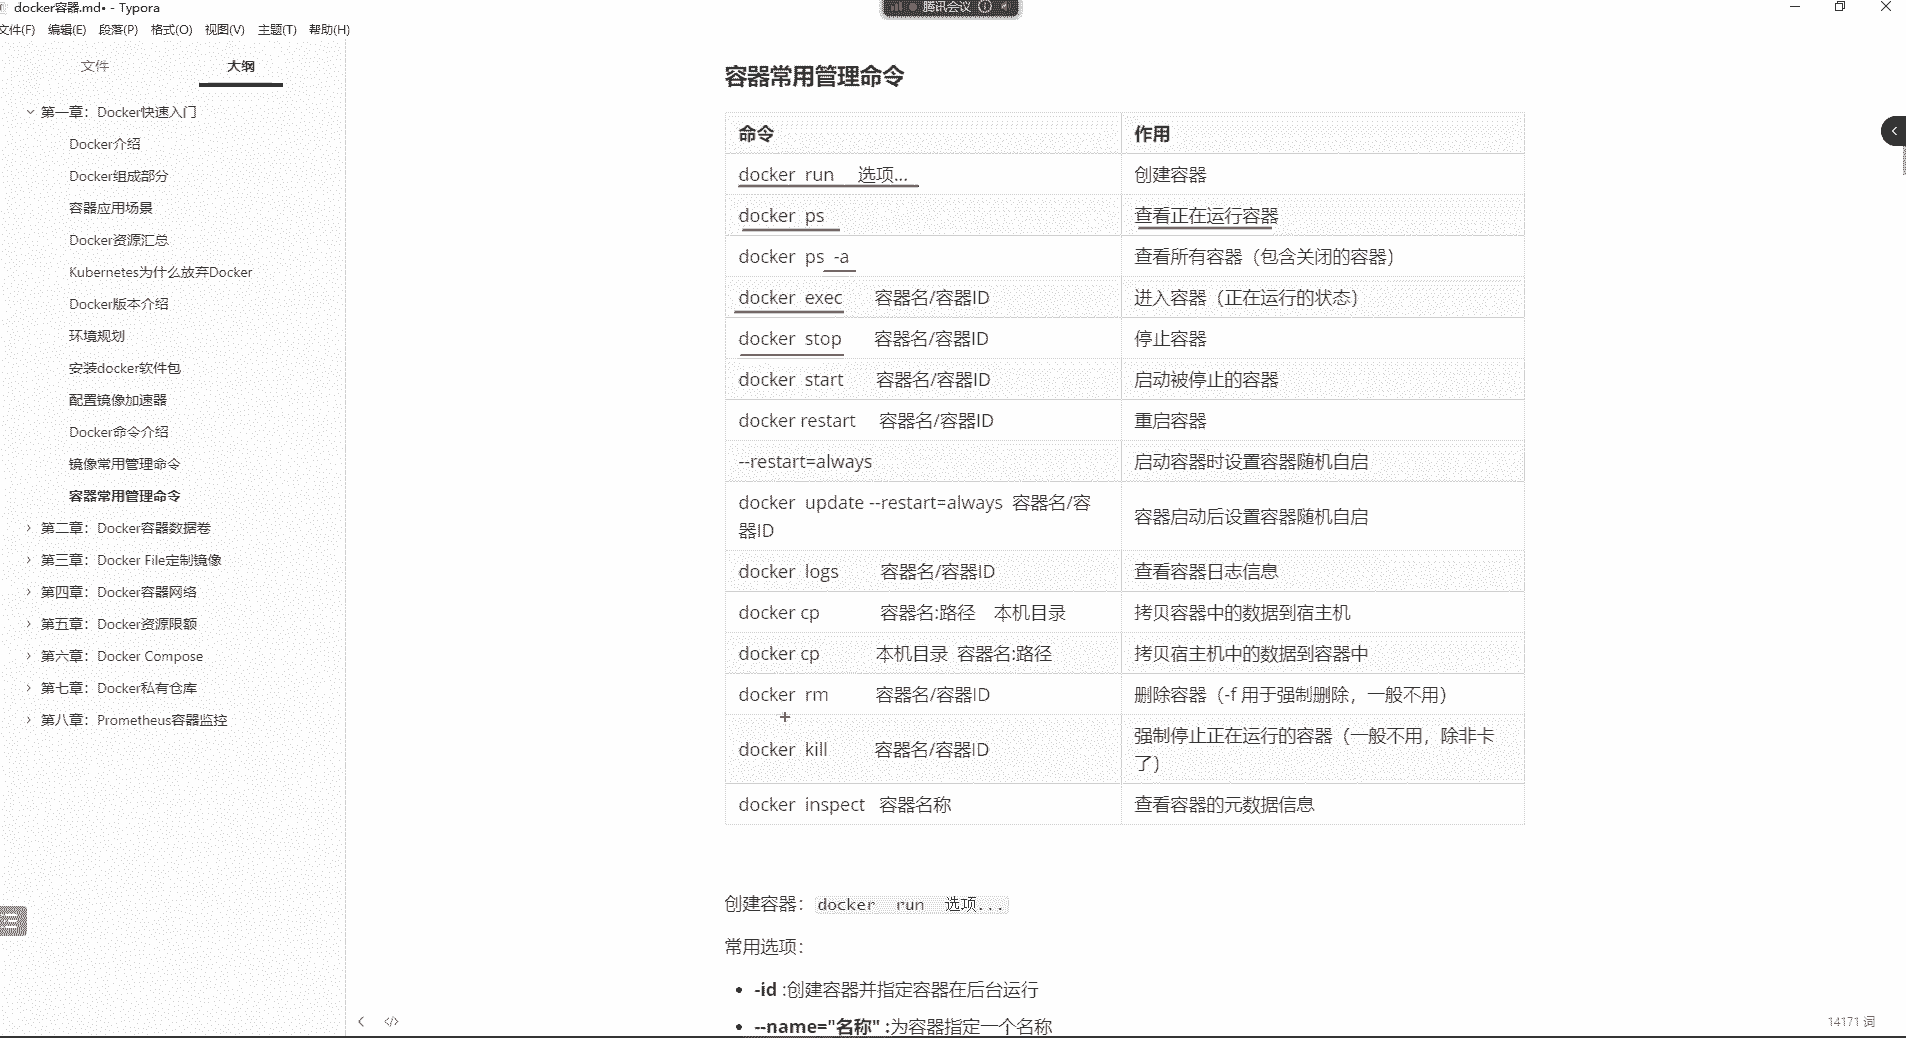 docker容器.md• - Typora
腾讯会议
文件(F) 编辑(E) 段落(P) 格式(O) 视图(V) 主题(T) 帮助(H)
文件 大纲
第一章：Docker快速入门
Docker介绍
Docker组成部分
容器应用场景
Docker资源汇总
Kubernetes为什么放弃Docker
Docker版本介绍
环境规划
安装docker软件包
配置镜像加速器
Docker命令介绍
镜像常用管理命令
容器常用管理命令
第二章：Docker容器数据卷
第三章：Docker File定制镜像
第四章：Docker容器网络
第五章：Docker资源限额
第六章：Docker Compose
第七章：Docker私有仓库
第八章：Prometheus容器监控
容器常用管理命令
命令 作用
docker run 选项... 创建容器
docker ps 查看正在运行容器
docker ps -a 查看所有容器（包含关闭的容器）
docker exec 容器名/容器ID 进入容器（正在运行的状态）
docker stop 容器名/容器ID 停止容器
docker start 容器名/容器ID 启动被停止的容器
docker restart 容器名/容器ID 重启容器
--restart=always 启动容器时设置容器随机自启
docker update --restart=always 容器名/容
器ID 容器启动后设置容器随机自启
docker logs 容器名/容器ID 查看容器日志信息
docker cp 容器名:路径 本机目录 拷贝容器中的数据到宿主机
docker cp 本机目录 容器名:路径 拷贝宿主机中的数据到容器中
docker rm 容器名/容器ID 删除容器（-f 用于强制删除，一般不用）
docker kill 容器名/容器ID 强制停止正在运行的容器（一般不用，除非卡
了）
docker inspect 容器名称 查看容器的元数据信息
创建容器：docker run 选项...
常用选项：
-id :创建容器并指定容器在后台运行
--name="名称" :为容器指定一个名称
14171 词